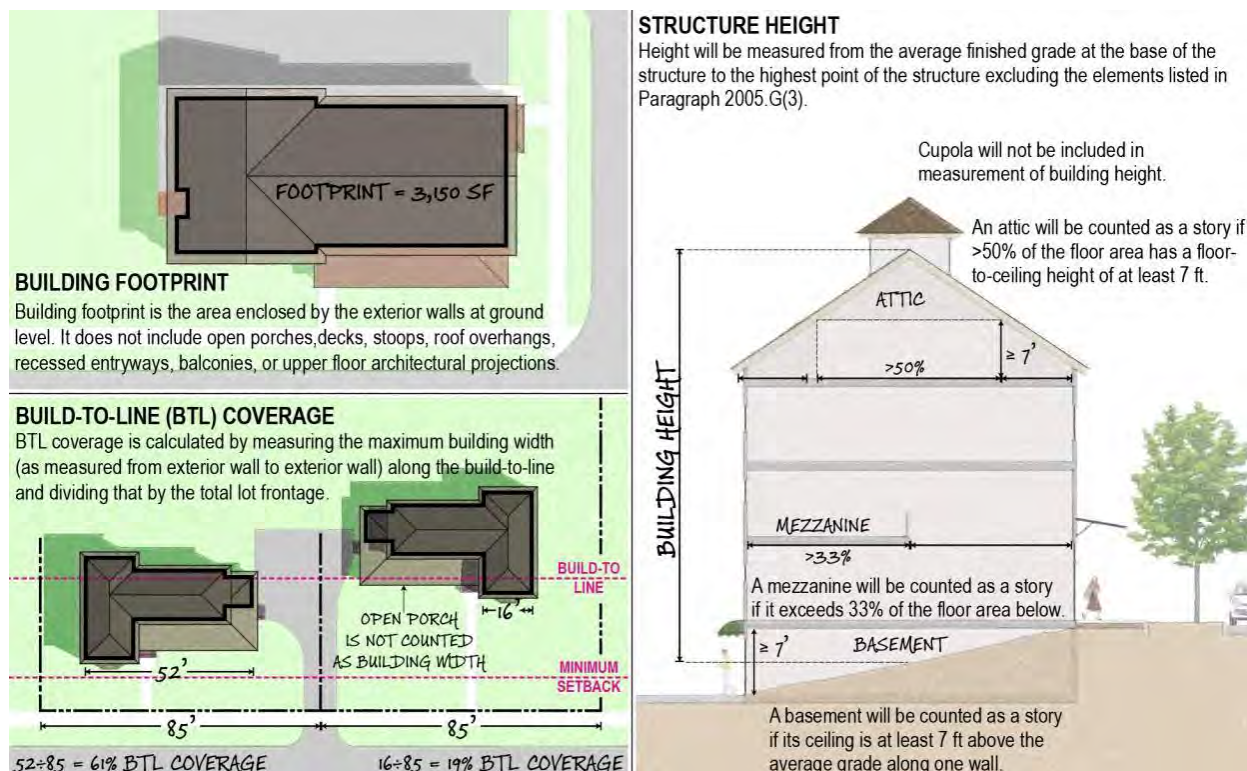 FOOTPRINT = 3,150 SF
BUILDING FOOTPRINT
Building footprint is the area enclosed by the exterior walls at ground
level. It does not include open porches,decks, stoops, roof overhangs,
recessed entryways, balconies, or upper floor architectural projections.
BUILD-TO-LINE (BTL) COVERAGE
BTL coverage is calculated by measuring the maximum building width
(as measured from exterior wall to exterior wall) along the build-to-line
and dividing that by the total lot frontage.
BUILD-TO
LINE
16'
OPEN PORCH
IS NOT COUNTED
AS BUILDING WIDTH
52'
MINIMUM
SETBACK
85'
85'
52÷85 = 61% BTL COVERAGE
16÷85 = 19% BTL COVERAGE
STRUCTURE HEIGHT
Height will be measured from the average finished grade at the base of the
structure to the highest point of the structure excluding the elements listed in
Paragraph 2005.G(3).
Cupola will not be included in
measurement of building height.
An attic will be counted as a story if
>50% of the floor area has a floor-
to-ceiling height of at least 7 ft.
ATTIC
≥ 7'
>50%
BUILDING HEIGHT
MEZZANINE
>33%
A mezzanine will be counted as a story
if it exceeds 33% of the floor area below.
≥ 7'
BASEMENT
A basement will be counted as a story
if its ceiling is at least 7 ft above the
average grade along one wall.